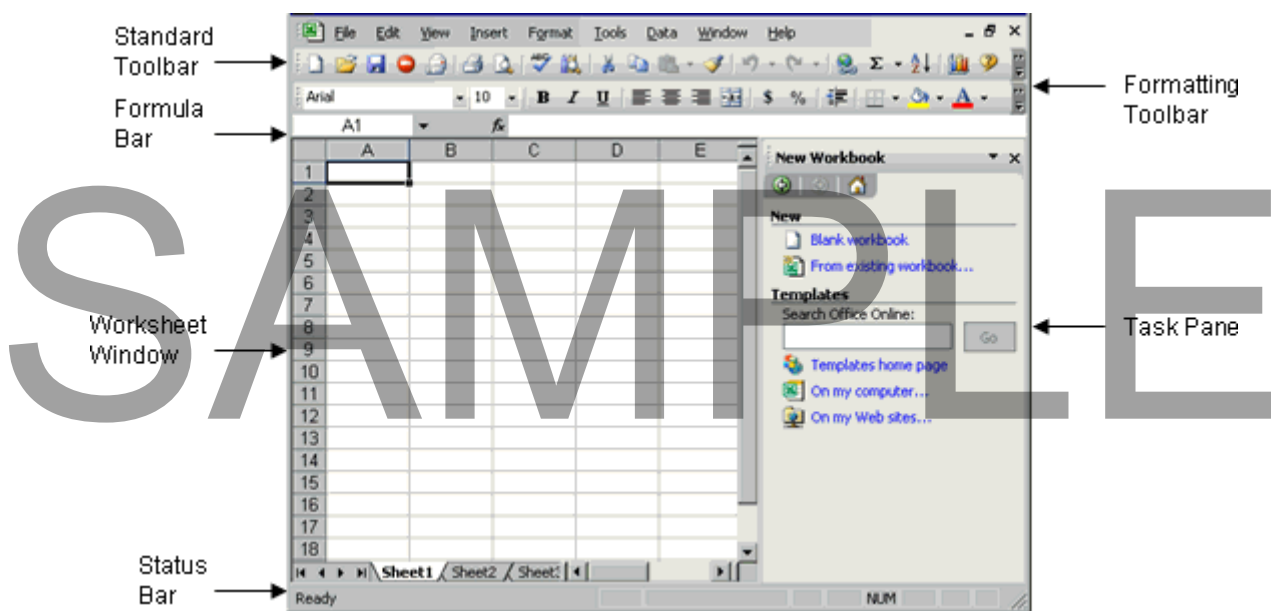 Standard
Toolbar
Formula
Bar
Worksheet
Window
Status
Bar
File Edit View Insert Format Tools Data Window Help
Arial 10 B I U $ %
A1 fx
A B C D E
1
2
3
4
5
6
7
8
9
10
11
12
13
14
15
16
17
18
Sheet1 Sheet2
Ready NUM
New Workbook
New
Blank workbook
From existing workbook...
Templates
Search Office Online:
Go
Templates home page
On my computer...
On my Web sites...
Formatting
Toolbar
Task Pane
SAMPLE